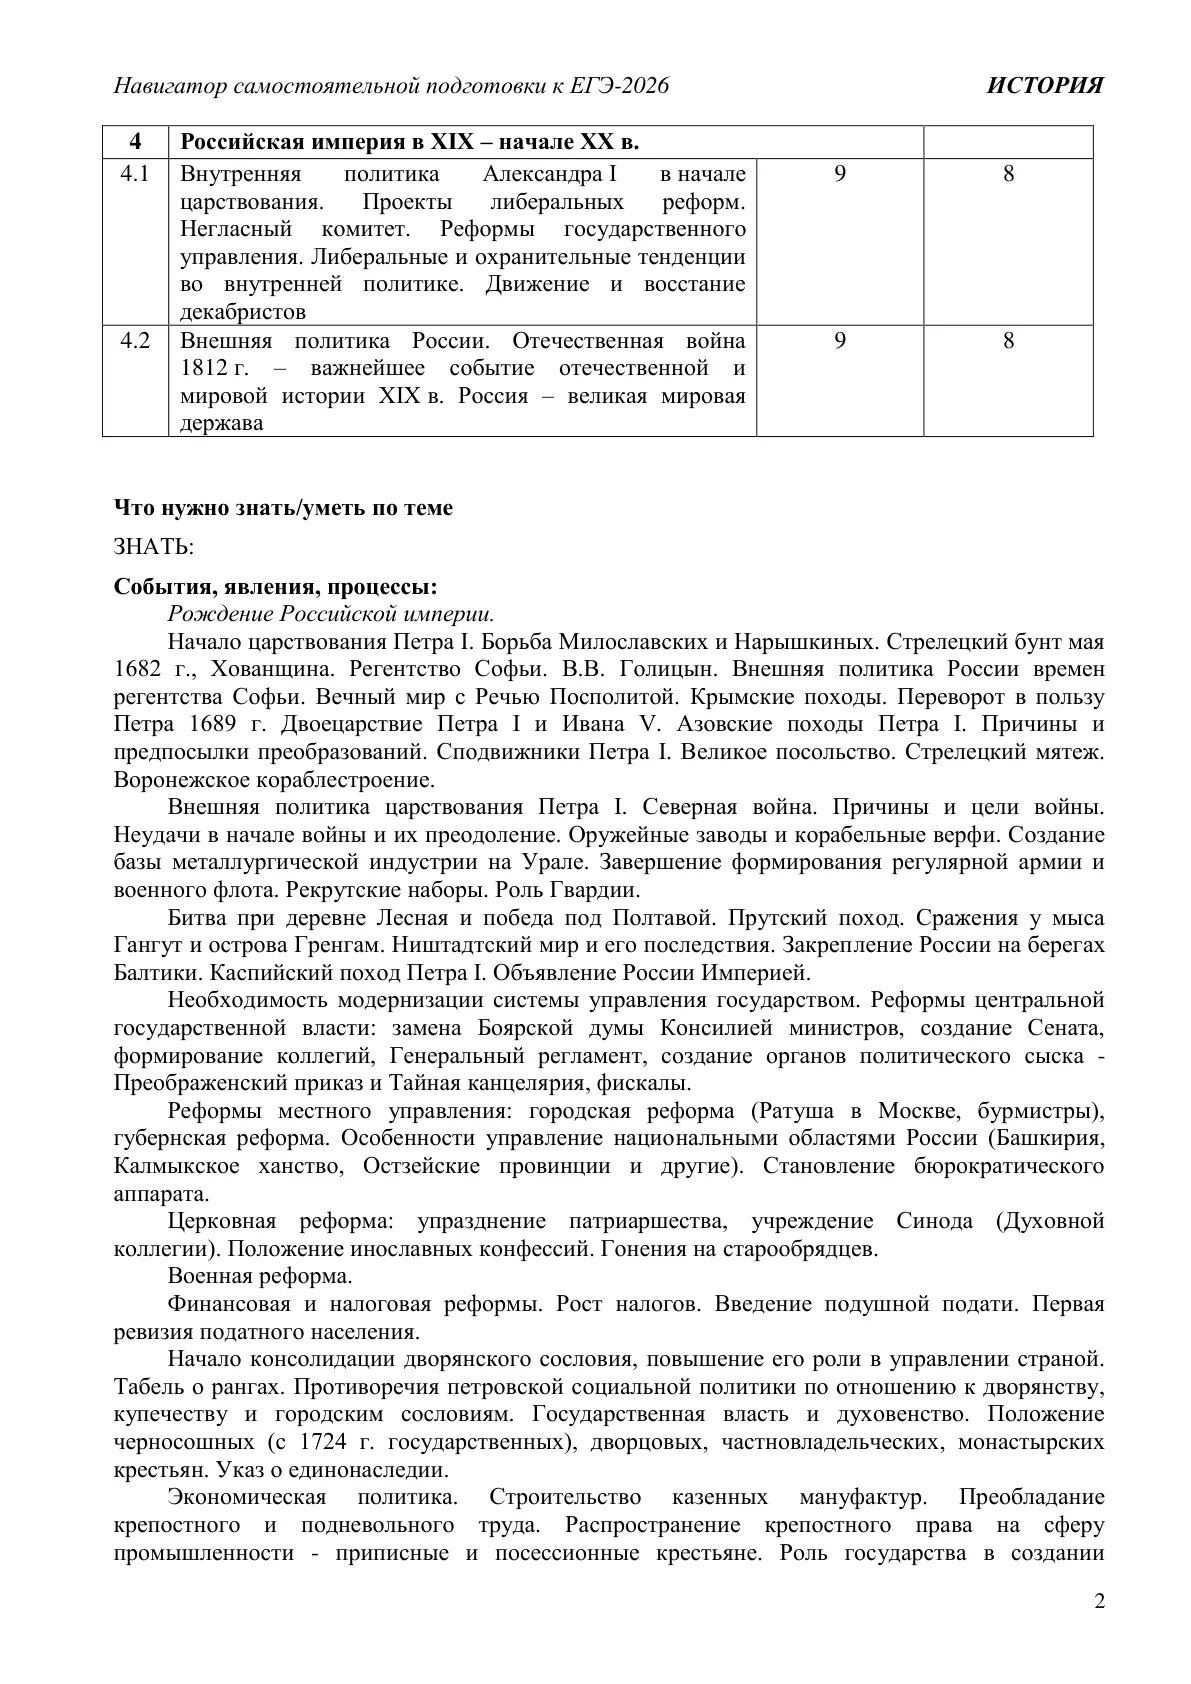 Навигатор самостоятельной подготовки к ЕГЭ-2026 ИСТОРИЯ
4 Российская империя в XIX – начале XX в.
4.1 Внутренняя политика Александра I в начале 9 8
царствования. Проекты либеральных реформ.
Негласный комитет. Реформы государственного
управления. Либеральные и охранительные тенденции
во внутренней политике. Движение и восстание
декабристов
4.2 Внешняя политика России. Отечественная война 9 8
1812 г. – важнейшее событие отечественной и
мировой истории XIX в. Россия – великая мировая
держава
Что нужно знать/уметь по теме
ЗНАТЬ:
События, явления, процессы:
Рождение Российской империи.
Начало царствования Петра I. Борьба Милославских и Нарышкиных. Стрелецкий бунт мая
1682 г., Хованщина. Регентство Софьи. В.В. Голицын. Внешняя политика России времен
регентства Софьи. Вечный мир с Речью Посполитой. Крымские походы. Переворот в пользу
Петра 1689 г. Двоецарствие Петра I и Ивана V. Азовские походы Петра I. Причины и
предпосылки преобразований. Сподвижники Петра I. Великое посольство. Стрелецкий мятеж.
Воронежское кораблестроение.
Внешняя политика царствования Петра I. Северная война. Причины и цели войны.
Неудачи в начале войны и их преодоление. Оружейные заводы и корабельные верфи. Создание
базы металлургической индустрии на Урале. Завершение формирования регулярной армии и
военного флота. Рекрутские наборы. Роль Гвардии.
Битва при деревне Лесная и победа под Полтавой. Прутский поход. Сражения у мыса
Гангут и острова Гренгам. Ништадтский мир и его последствия. Закрепление России на берегах
Балтики. Каспийский поход Петра I. Объявление России Империей.
Необходимость модернизации системы управления государством. Реформы центральной
государственной власти: замена Боярской думы Консилией министров, создание Сената,
формирование коллегий, Генеральный регламент, создание органов политического сыска -
Преображенский приказ и Тайная канцелярия, фискалы.
Реформы местного управления: городская реформа (Ратуша в Москве, бурмистры),
губернская реформа. Особенности управление национальными областями России (Башкирия,
Калмыкское ханство, Остзейские провинции и другие). Становление бюрократического
аппарата.
Церковная реформа: упразднение патриаршества, учреждение Синода (Духовной
коллегии). Положение инославных конфессий. Гонения на старообрядцев.
Военная реформа.
Финансовая и налоговая реформы. Рост налогов. Введение подушной подати. Первая
ревизия податного населения.
Начало консолидации дворянского сословия, повышение его роли в управлении страной.
Табель о рангах. Противоречия петровской социальной политики по отношению к дворянству,
купечеству и городским сословиям. Государственная власть и духовенство. Положение
черносошных (с 1724 г. государственных), дворцовых, частновладельческих, монастырских
крестьян. Указ о единонаследии.
Экономическая политика. Строительство казенных мануфактур. Преобладание
крепостного и подневольного труда. Распространение крепостного права на сферу
промышленности - приписные и посессионные крестьяне. Роль государства в создании
2